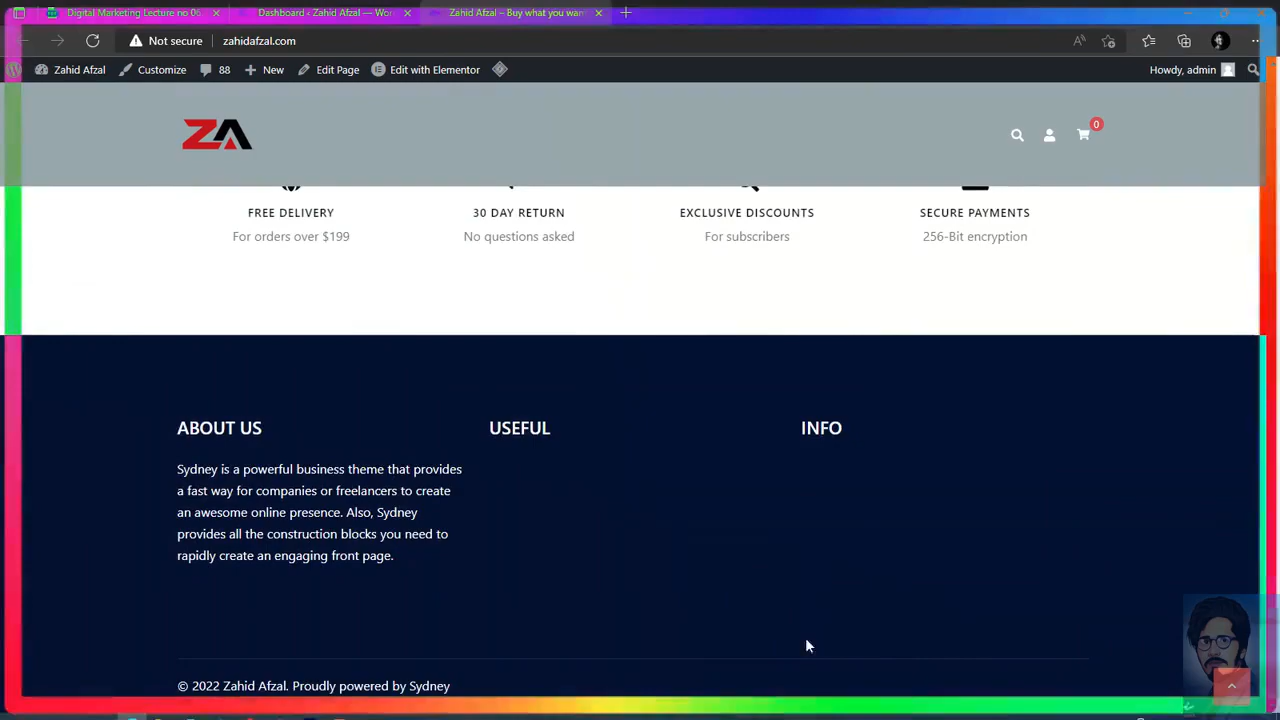 Digital Marketing Lecture no 06
Dashboard ‹ Zahid Afzal — Wor
Zahid Afzal – Buy what you wan
Not secure
zahidafzal.com
Zahid Afzal
Customize
88
New
Edit Page
Edit with Elementor
Howdy, admin
ZA
0
FREE DELIVERY
30 DAY RETURN
EXCLUSIVE DISCOUNTS
SECURE PAYMENTS
For orders over $199
No questions asked
For subscribers
256-Bit encryption
ABOUT US
USEFUL
INFO
Sydney is a powerful business theme that provides
a fast way for companies or freelancers to create
an awesome online presence. Also, Sydney
provides all the construction blocks you need to
rapidly create an engaging front page.
© 2022 Zahid Afzal. Proudly powered by Sydney